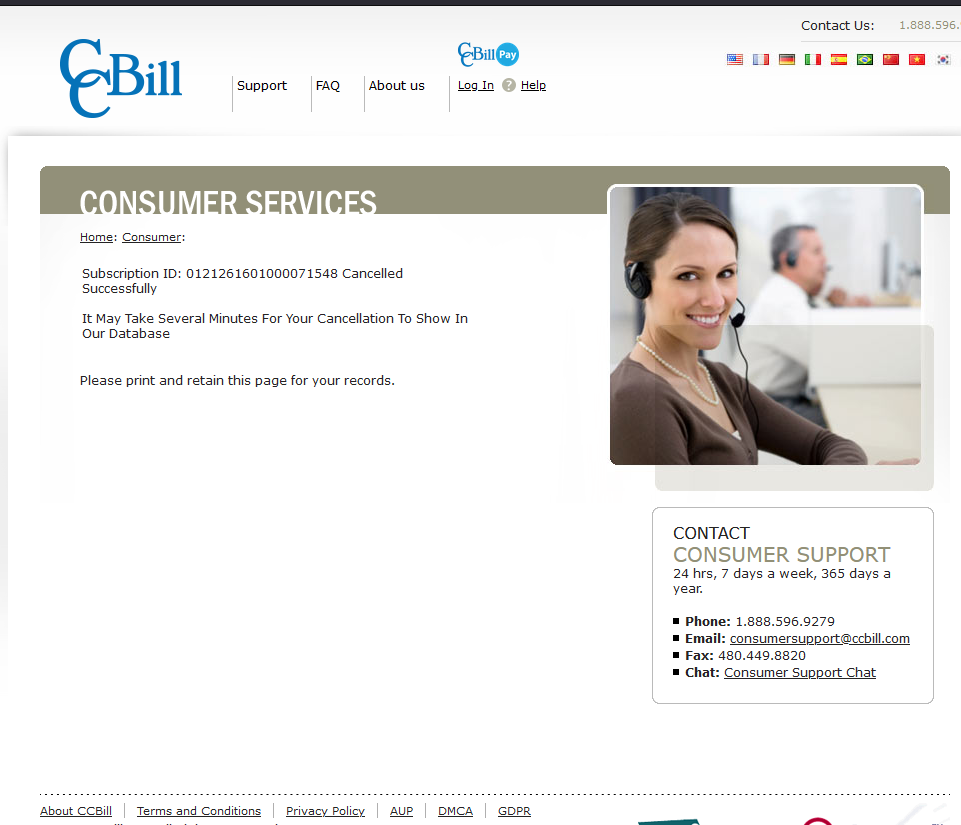 Contact Us: 1.888.596.
CCBill
CCBill Pay
Support
FAQ
About us
Log In ? Help
CONSUMER SERVICES
Home: Consumer:
Subscription ID: 0121261601000071548 Cancelled
Successfully
It May Take Several Minutes For Your Cancellation To Show In
Our Database
Please print and retain this page for your records.
CONTACT
CONSUMER SUPPORT
24 hrs, 7 days a week, 365 days a
year.
Phone: 1.888.596.9279
Email: consumersupport@ccbill.com
Fax: 480.449.8820
Chat: Consumer Support Chat
About CCBill Terms and Conditions Privacy Policy AUP DMCA GDPR